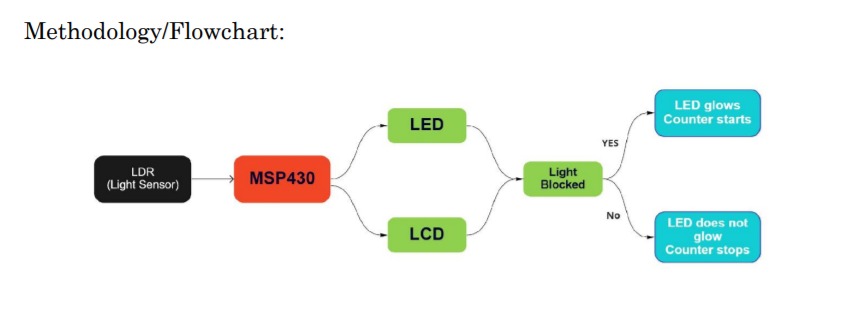 Methodology/Flowchart:
LDR
(Light Sensor)
MSP430
LED
LCD
Light
Blocked
YES
No
LED glows
Counter starts
LED does not
glow
Counter stops